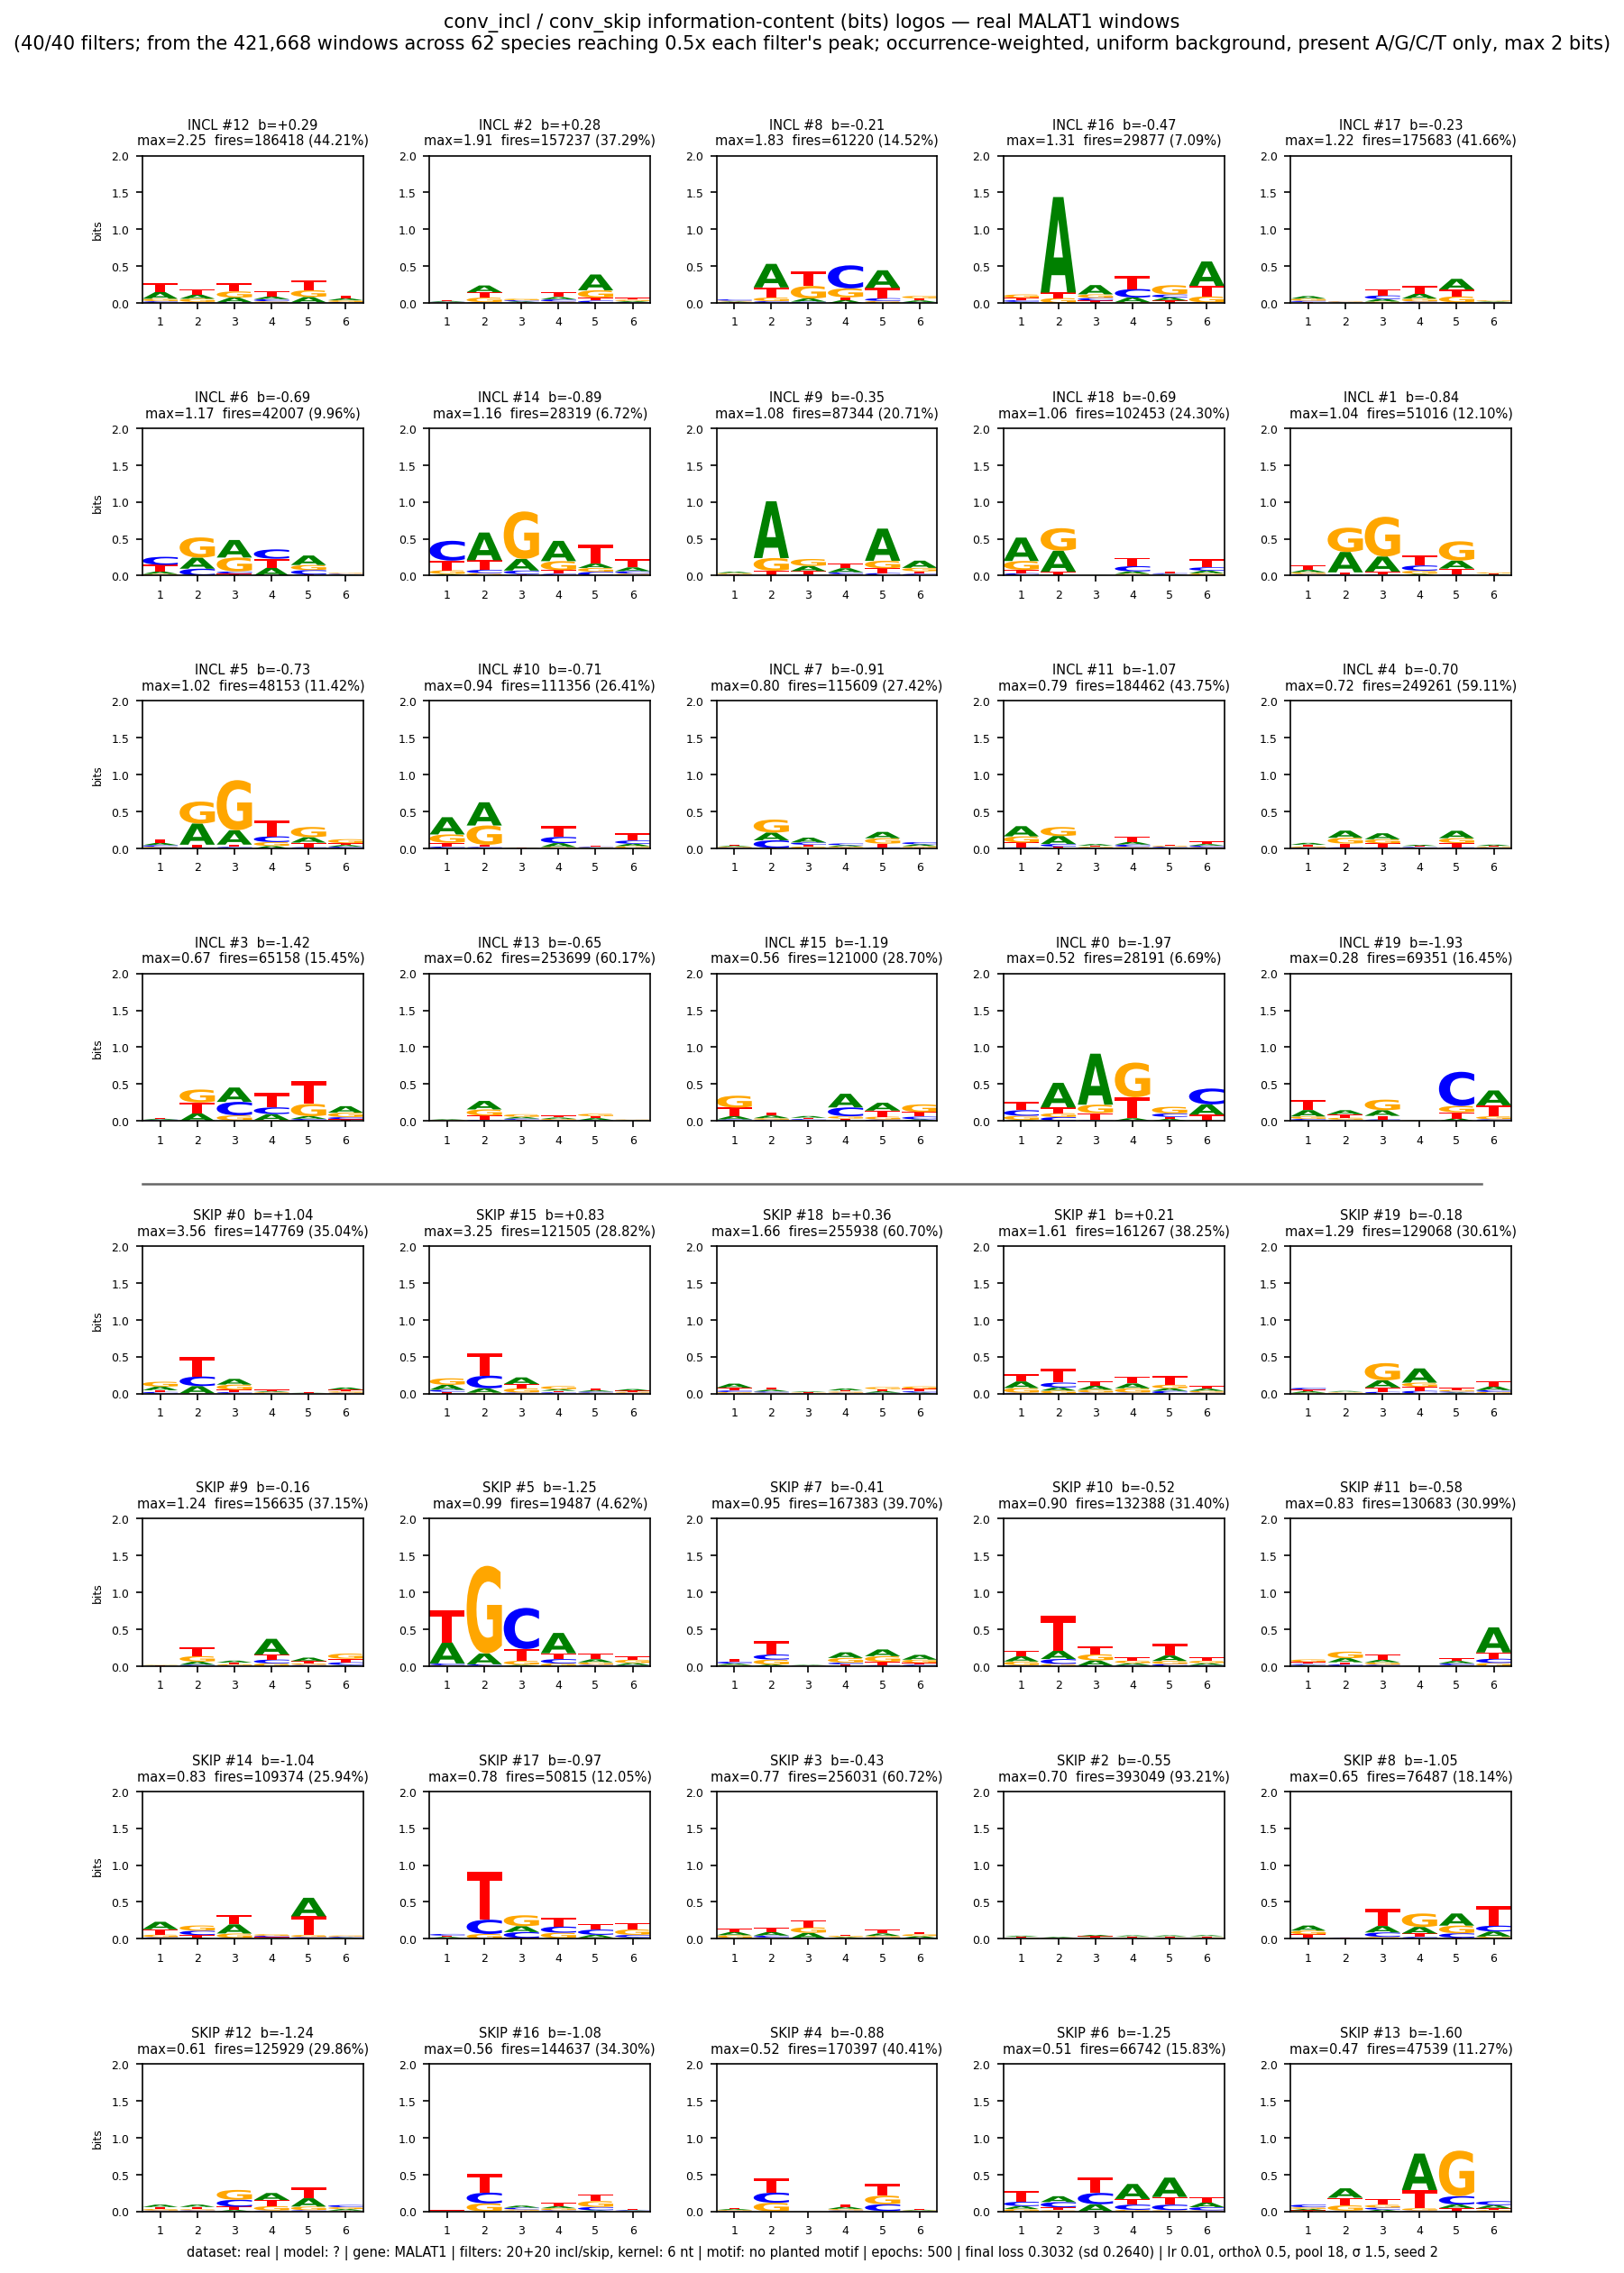 conv_incl / conv_skip information-content (bits) logos — real MALAT1 windows
(40/40 filters; from the 421,668 windows across 62 species reaching 0.5x each filter's peak; occurrence-weighted, uniform background, present A/G/C/T only, max 2 bits)
INCL #12 b=+0.29
max=2.25 fires=186418 (44.21%)
INCL #2 b=+0.28
max=1.91 fires=157237 (37.29%)
INCL #8 b=-0.21
max=1.83 fires=61220 (14.52%)
INCL #16 b=-0.47
max=1.31 fires=29877 (7.09%)
INCL #17 b=-0.23
max=1.22 fires=175683 (41.66%)
INCL #6 b=-0.69
max=1.17 fires=42007 (9.96%)
INCL #14 b=-0.89
max=1.16 fires=28319 (6.72%)
INCL #9 b=-0.35
max=1.08 fires=87344 (20.71%)
INCL #18 b=-0.69
max=1.06 fires=102453 (24.30%)
INCL #1 b=-0.84
max=1.04 fires=51016 (12.10%)
INCL #5 b=-0.73
max=1.02 fires=48153 (11.42%)
INCL #10 b=-0.71
max=0.94 fires=111356 (26.41%)
INCL #7 b=-0.91
max=0.80 fires=115609 (27.42%)
INCL #11 b=-1.07
max=0.79 fires=184462 (43.75%)
INCL #4 b=-0.70
max=0.72 fires=249261 (59.11%)
INCL #3 b=-1.42
max=0.67 fires=65158 (15.45%)
INCL #13 b=-0.65
max=0.62 fires=253699 (60.17%)
INCL #15 b=-1.19
max=0.56 fires=121000 (28.70%)
INCL #0 b=-1.97
max=0.52 fires=28191 (6.69%)
INCL #19 b=-1.93
max=0.28 fires=69351 (16.45%)
SKIP #0 b=+1.04
max=3.56 fires=147769 (35.04%)
SKIP #15 b=+0.83
max=3.25 fires=121505 (28.82%)
SKIP #18 b=+0.36
max=1.66 fires=255938 (60.70%)
SKIP #1 b=+0.21
max=1.61 fires=161267 (38.25%)
SKIP #19 b=-0.18
max=1.29 fires=129068 (30.61%)
SKIP #9 b=-0.16
max=1.24 fires=156635 (37.15%)
SKIP #5 b=-1.25
max=0.99 fires=19487 (4.62%)
SKIP #7 b=-0.41
max=0.95 fires=167383 (39.70%)
SKIP #10 b=-0.52
max=0.90 fires=132388 (31.40%)
SKIP #11 b=-0.58
max=0.83 fires=130683 (30.99%)
SKIP #14 b=-1.04
max=0.83 fires=109374 (25.94%)
SKIP #17 b=-0.97
max=0.78 fires=50815 (12.05%)
SKIP #3 b=-0.43
max=0.77 fires=256031 (60.72%)
SKIP #2 b=-0.55
max=0.70 fires=393049 (93.21%)
SKIP #8 b=-1.05
max=0.65 fires=76487 (18.14%)
SKIP #12 b=-1.24
max=0.61 fires=125929 (29.86%)
SKIP #16 b=-1.08
max=0.56 fires=144637 (34.30%)
SKIP #4 b=-0.88
max=0.52 fires=170397 (40.41%)
SKIP #6 b=-1.25
max=0.51 fires=66742 (15.83%)
SKIP #13 b=-1.60
max=0.47 fires=47539 (11.27%)
dataset: real | model: ? | gene: MALAT1 | filters: 20+20 incl/skip, kernel: 6 nt | motif: no planted motif | epochs: 500 | final loss 0.3032 (sd 0.2640) | lr 0.01, orthoλ 0.5, pool 18, σ 1.5, seed 2